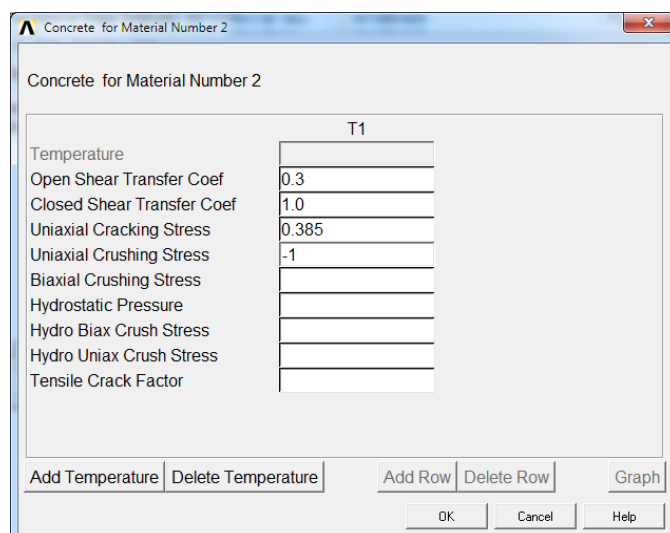 Concrete for Material Number 2
Concrete for Material Number 2
T1
Temperature
Open Shear Transfer Coef 0.3
Closed Shear Transfer Coef 1.0
Uniaxial Cracking Stress 0.385
Uniaxial Crushing Stress -1
Biaxial Crushing Stress
Hydrostatic Pressure
Hydro Biax Crush Stress
Hydro Uniax Crush Stress
Tensile Crack Factor
Add Temperature Delete Temperature Add Row Delete Row Graph
OK Cancel Help